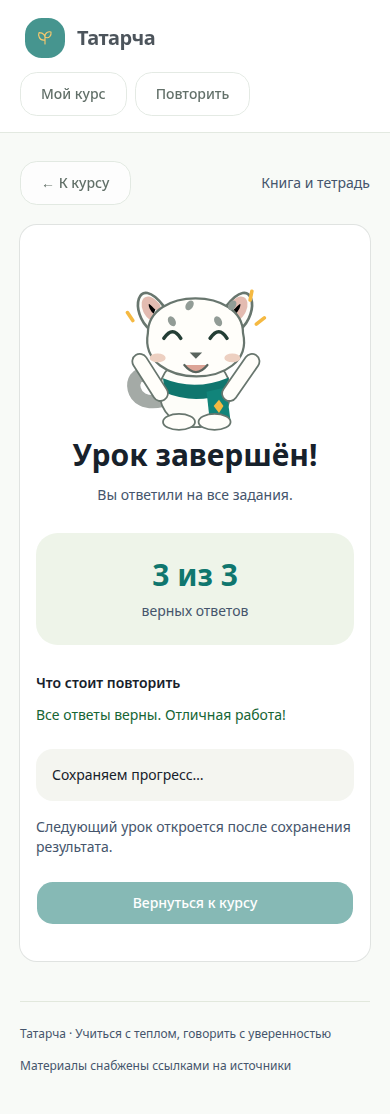 Татарча
Мой курс
Повторить
← К курсу
Книга и тетрадь
Урок завершён!
Вы ответили на все задания.
3 из 3
верных ответов
Что стоит повторить
Все ответы верны. Отличная работа!
Сохраняем прогресс...
Следующий урок откроется после сохранения
результата.
Вернуться к курсу
Татарча · Учиться с теплом, говорить с уверенностью
Материалы снабжены ссылками на источники